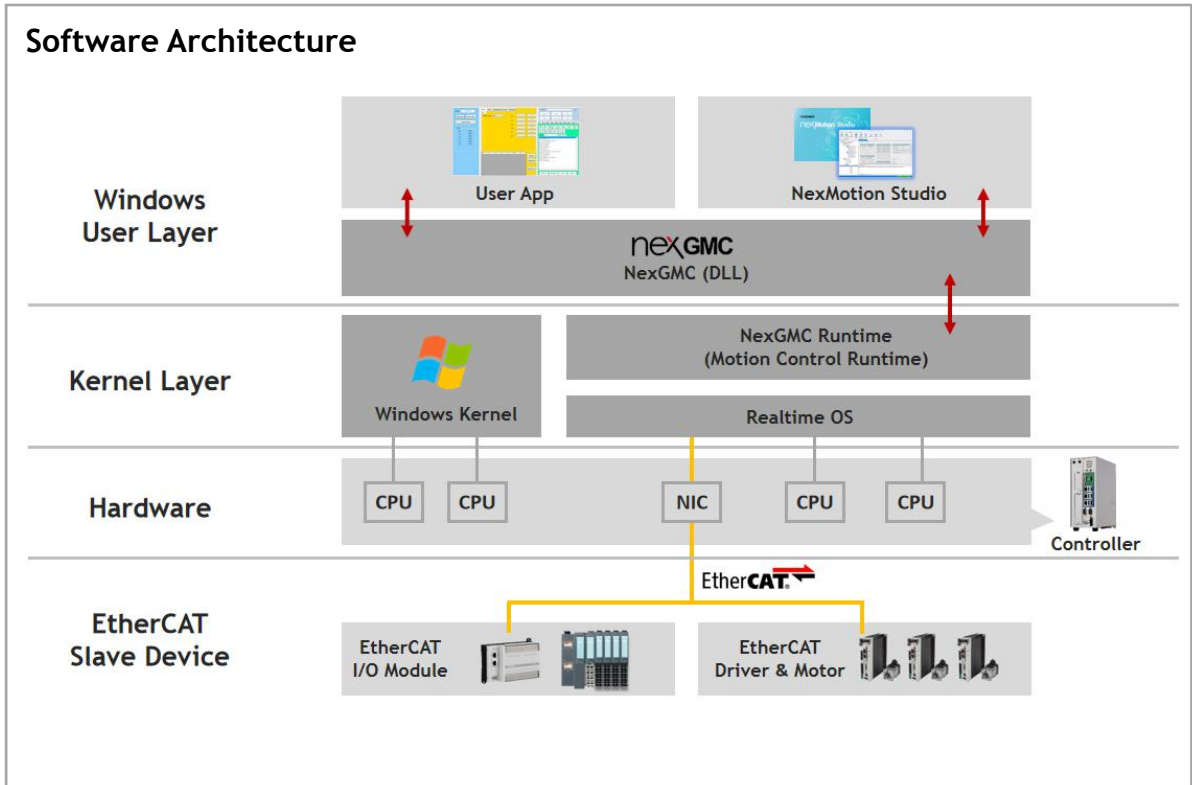 Software Architecture
Windows
User Layer
User App
NexMotion Studio
nexGMC
NexGMC (DLL)
Kernel Layer
Windows Kernel
NexGMC Runtime
(Motion Control Runtime)
Realtime OS
Hardware
CPU
CPU
NIC
CPU
CPU
Controller
EtherCAT
EtherCAT
Slave Device
EtherCAT
I/O Module
EtherCAT
Driver & Motor